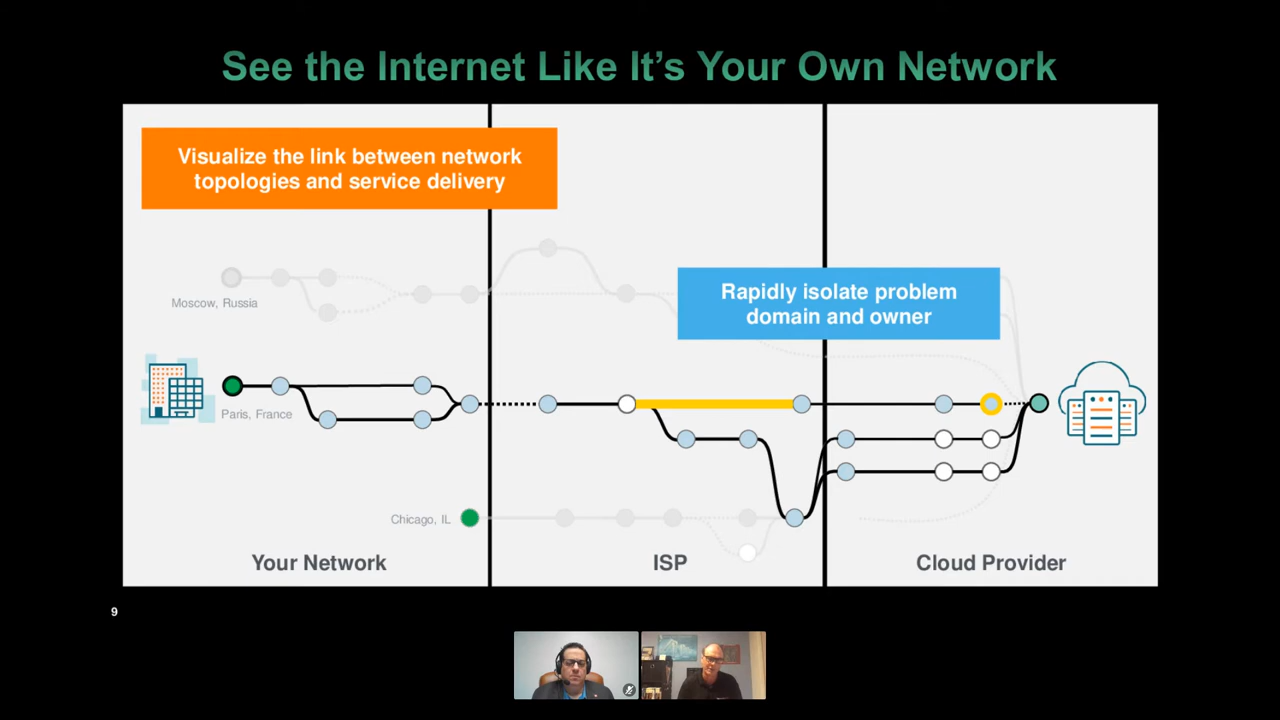 See the Internet Like It's Your Own Network
Visualize the link between network
topologies and service delivery
Rapidly isolate problem
domain and owner
Moscow, Russia
Paris, France
Chicago, IL
Your Network
ISP
Cloud Provider
9